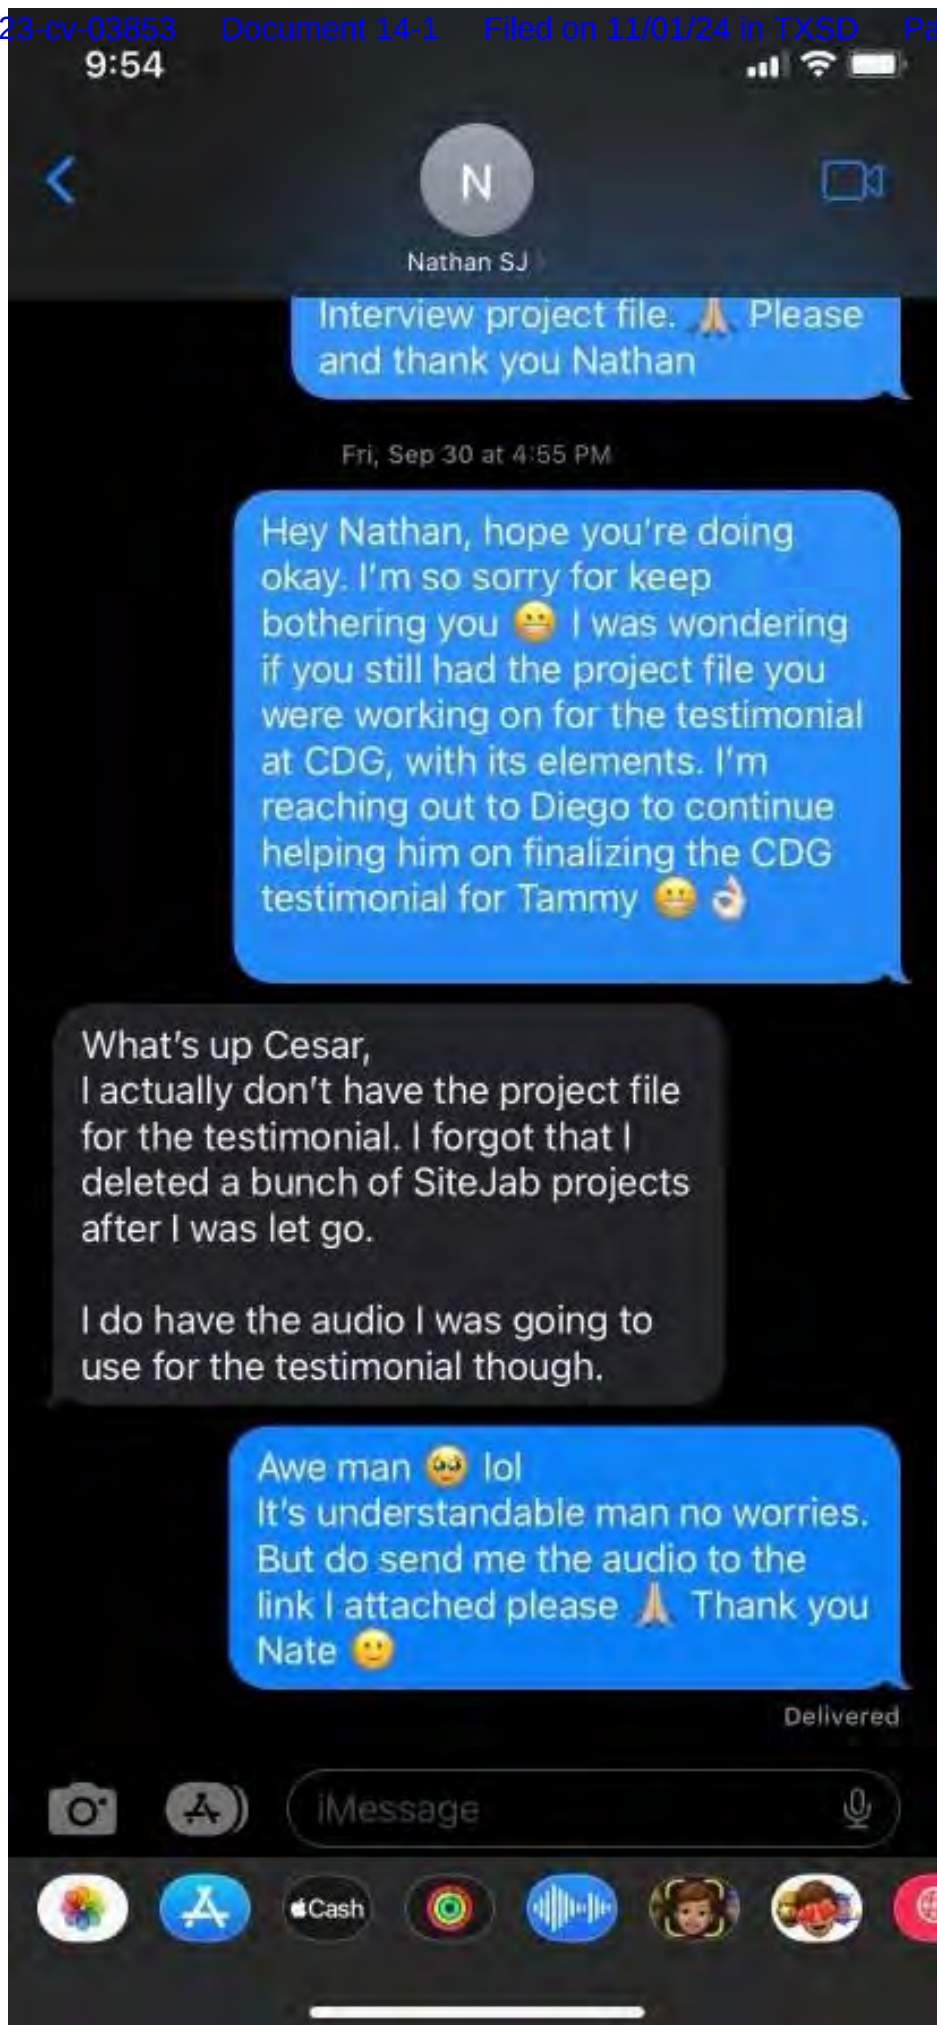 23-cv-03853 Document 14-1 Filed on 11/01/24 in TXSD Pa
9:54
N
Nathan SJ
Interview project file. 🙏 Please
and thank you Nathan
Fri, Sep 30 at 4:55 PM
Hey Nathan, hope you're doing
okay. I'm so sorry for keep
bothering you 😬 I was wondering
if you still had the project file you
were working on for the testimonial
at CDG, with its elements. I'm
reaching out to Diego to continue
helping him on finalizing the CDG
testimonial for Tammy 😬 👌🏻
What's up Cesar,
I actually don't have the project file
for the testimonial. I forgot that I
deleted a bunch of SiteJab projects
after I was let go.
I do have the audio I was going to
use for the testimonial though.
Awe man 🥹 lol
It's understandable man no worries.
But do send me the audio to the
link I attached please 🙏 Thank you
Nate 🙂
Delivered
iMessage
Cash